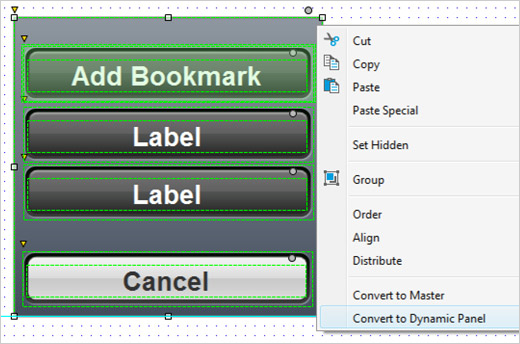 Add Bookmark
Label
Label
Cancel
Cut
Copy
Paste
Paste Special
Set Hidden
Group
Order
Align
Distribute
Convert to Master
Convert to Dynamic Panel